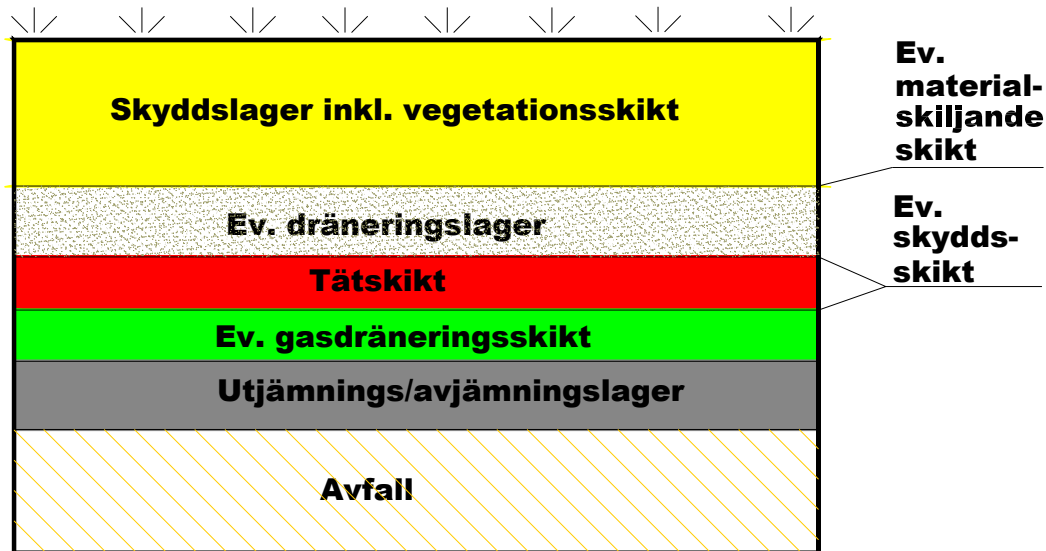 Skyddslager inkl. vegetationsskikt
Ev. dräneringslager
Tätskikt
Ev. gasdräneringsskikt
Utjämnings/avjämningslager
Avfall
Ev.
material-
skiljande
skikt
Ev.
skydds-
skikt